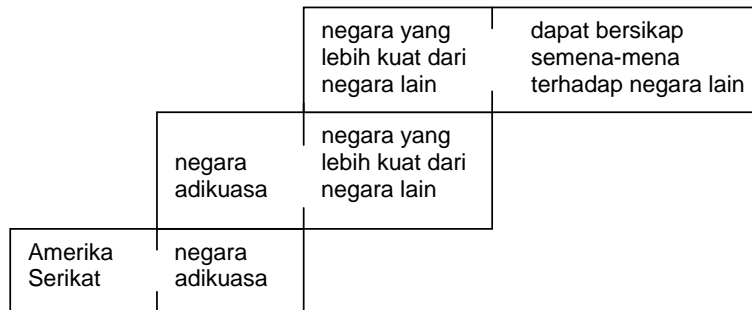 negara yang
lebih kuat dari
negara lain
dapat bersikap
semena-mena
terhadap negara lain
negara
adikuasa
negara yang
lebih kuat dari
negara lain
Amerika
Serikat
negara
adikuasa